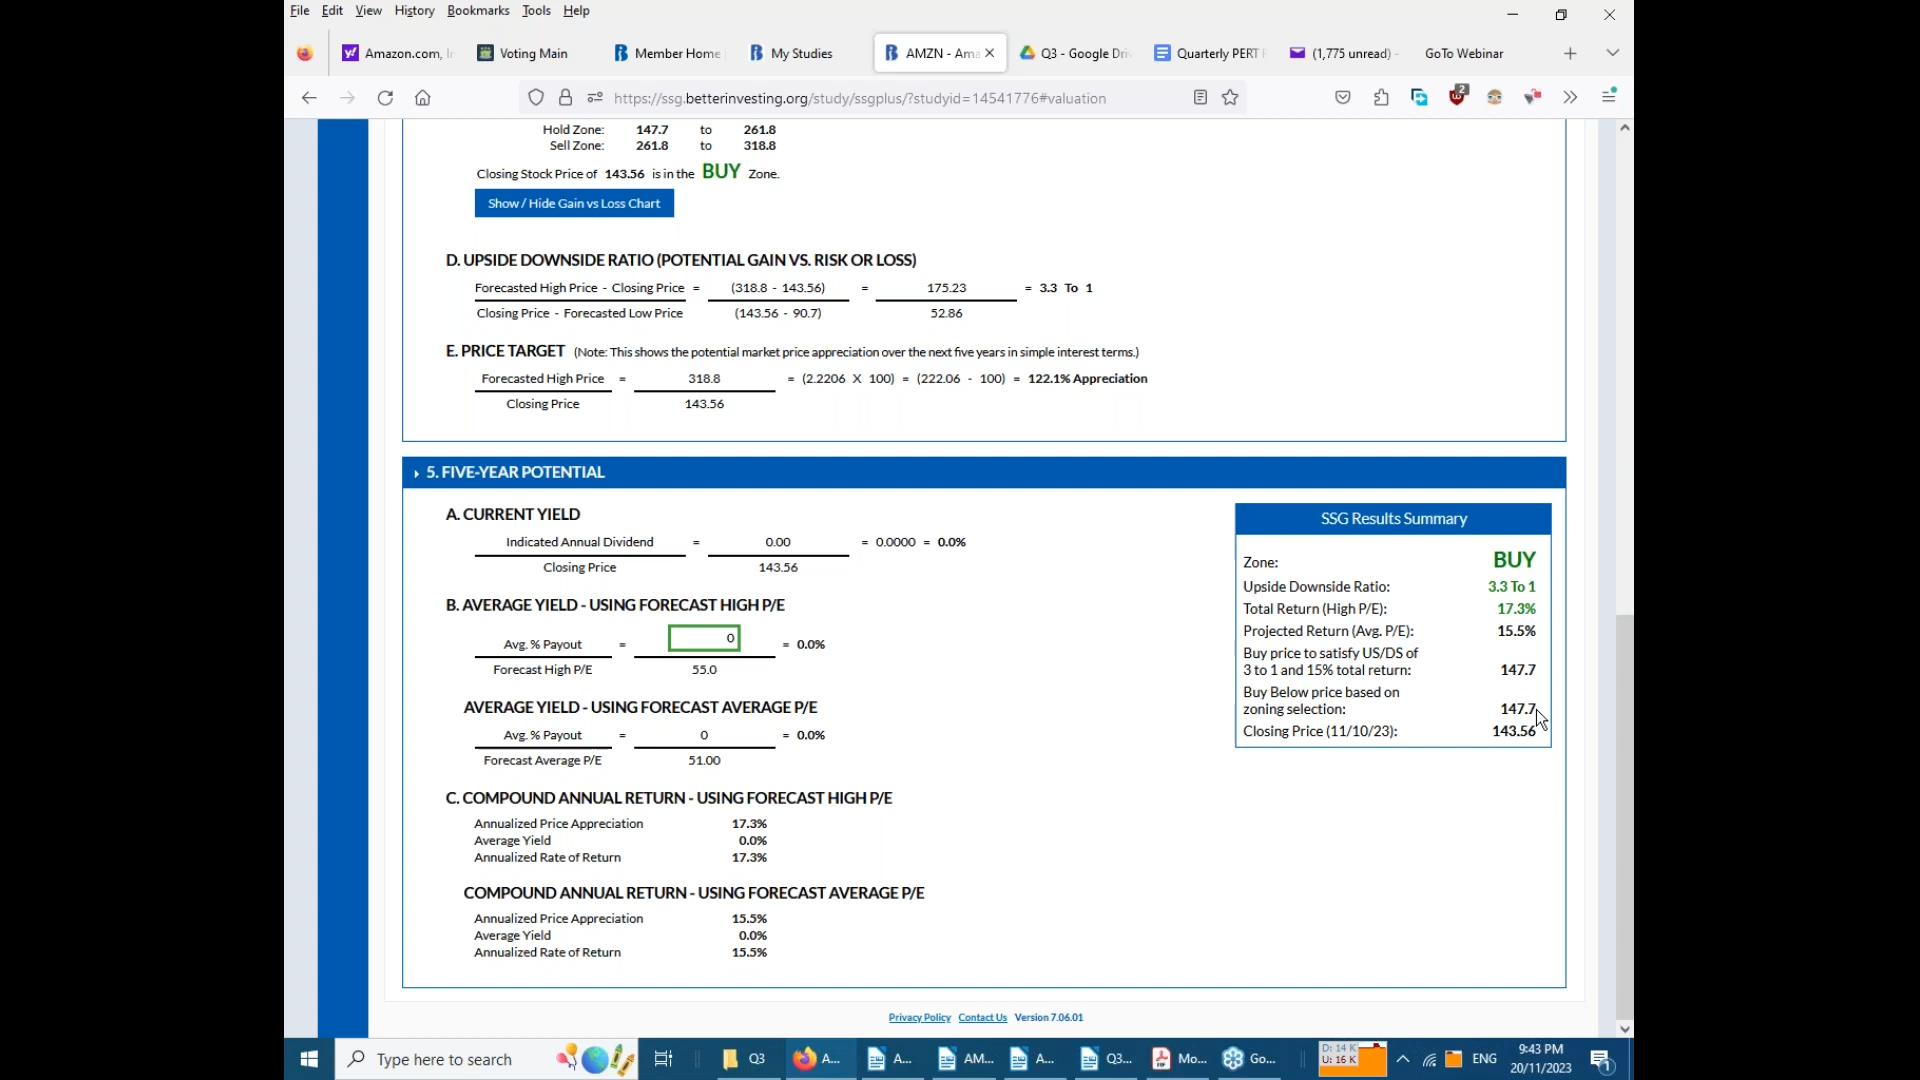 File Edit View History Bookmarks Tools Help
Amazon.com, In
Voting Main
Member Home
My Studies
AMZN - Ama
Q3 - Google Dri
Quarterly PERT
(1,775 unread) -
GoTo Webinar
https://ssg.betterinvesting.org/study/ssgplus/?studyid=14541776#valuation
2
Hold Zone: 147.7 to 261.8
Sell Zone: 261.8 to 318.8
Closing Stock Price of 143.56 is in the BUY Zone.
Show / Hide Gain vs Loss Chart
D. UPSIDE DOWNSIDE RATIO (POTENTIAL GAIN VS. RISK OR LOSS)
Forecasted High Price - Closing Price = (318.8 - 143.56) = 175.23 = 3.3 To 1
Closing Price - Forecasted Low Price (143.56 - 90.7) 52.86
E. PRICE TARGET (Note: This shows the potential market price appreciation over the next five years in simple interest terms.)
Forecasted High Price = 318.8 = (2.2206 X 100) = (222.06 - 100) = 122.1% Appreciation
Closing Price 143.56
5. FIVE-YEAR POTENTIAL
A. CURRENT YIELD
Indicated Annual Dividend = 0.00 = 0.0000 = 0.0%
Closing Price 143.56
B. AVERAGE YIELD - USING FORECAST HIGH P/E
Avg. % Payout = 0 = 0.0%
Forecast High P/E 55.0
AVERAGE YIELD - USING FORECAST AVERAGE P/E
Avg. % Payout = 0 = 0.0%
Forecast Average P/E 51.00
C. COMPOUND ANNUAL RETURN - USING FORECAST HIGH P/E
Annualized Price Appreciation 17.3%
Average Yield 0.0%
Annualized Rate of Return 17.3%
COMPOUND ANNUAL RETURN - USING FORECAST AVERAGE P/E
Annualized Price Appreciation 15.5%
Average Yield 0.0%
Annualized Rate of Return 15.5%
SSG Results Summary
Zone: BUY
Upside Downside Ratio: 3.3 To 1
Total Return (High P/E): 17.3%
Projected Return (Avg. P/E): 15.5%
Buy price to satisfy US/DS of
3 to 1 and 15% total return: 147.7
Buy Below price based on
zoning selection: 147.7
Closing Price (11/10/23): 143.56
Privacy Policy Contact Us Version 7.06.01
Type here to search
Q3
A...
A...
AM...
A...
Q3...
Mo...
Go...
D: 14 K
U: 16 K
ENG
9:43 PM
20/11/2023
1